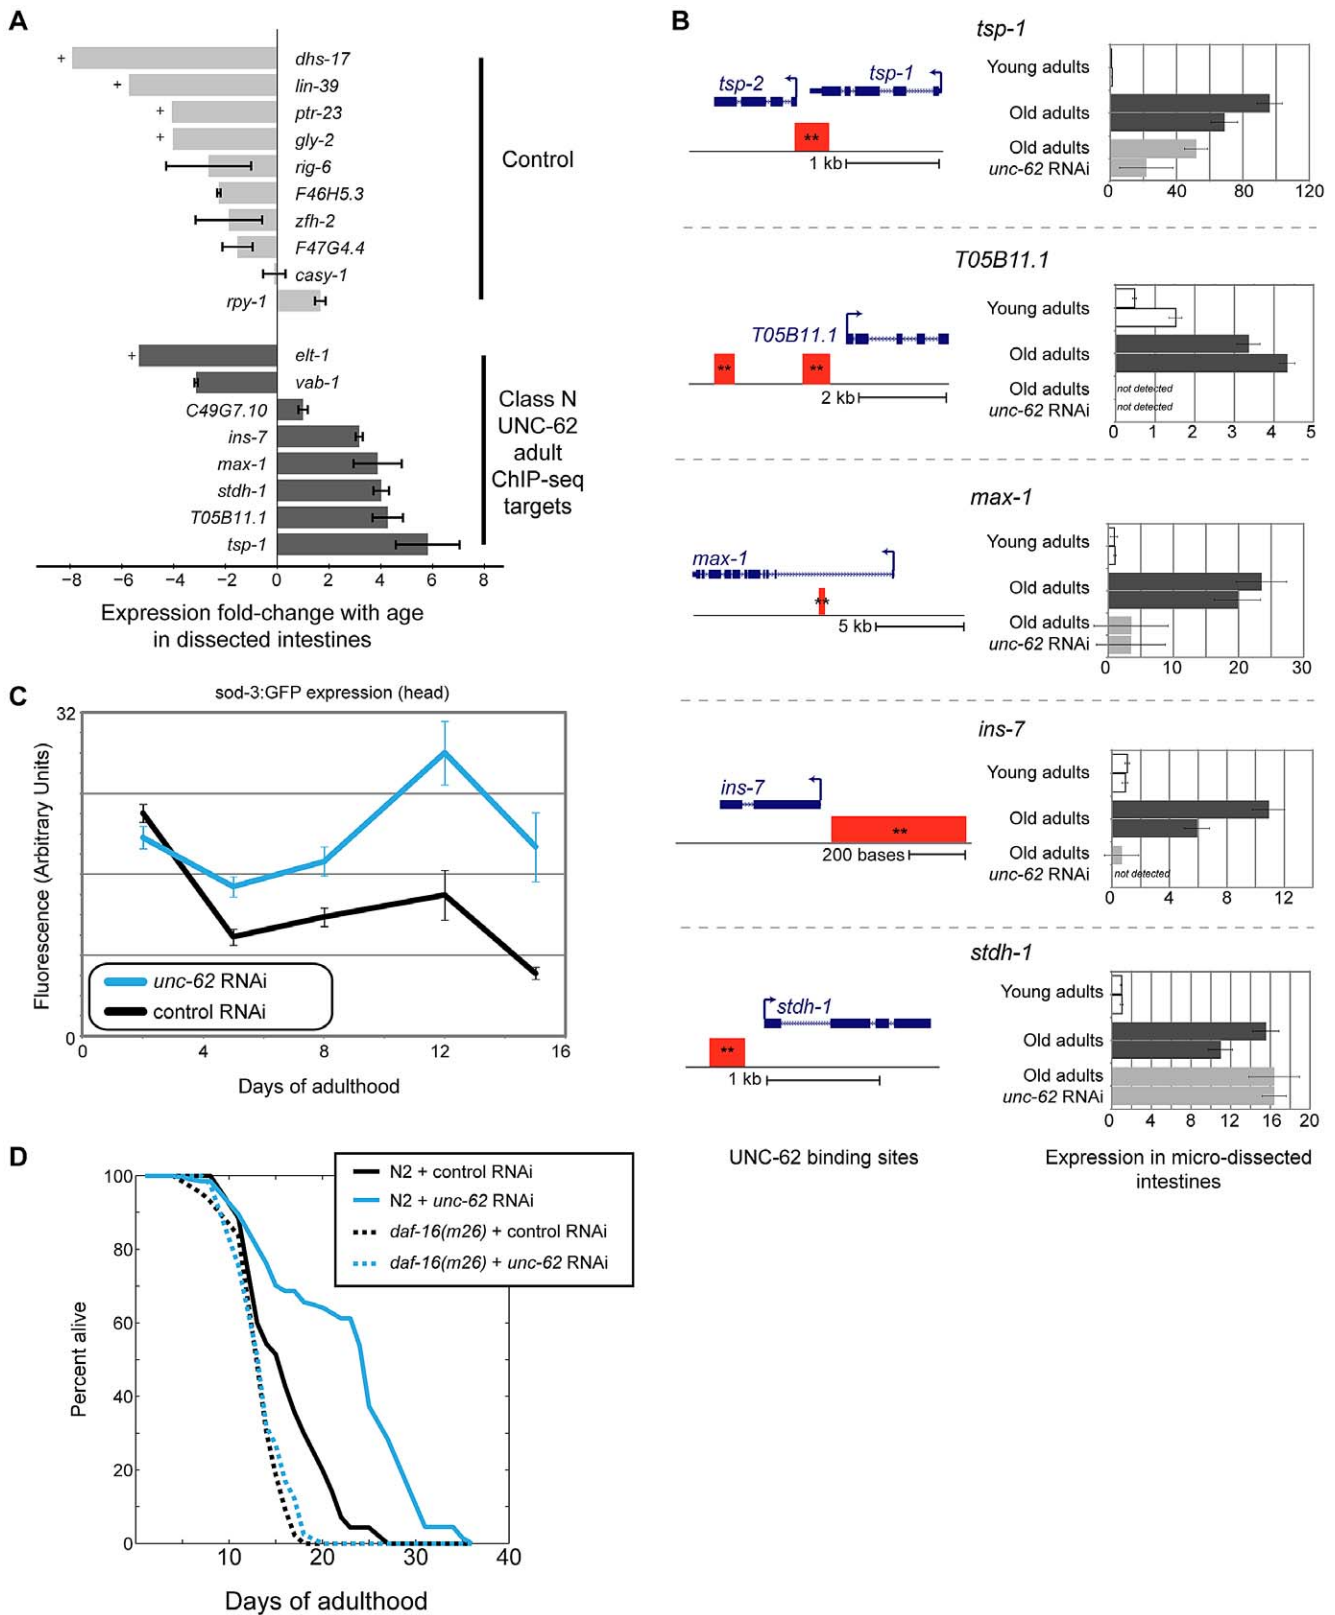 A
+ dhs-17
+ lin-39
+ ptr-23
+ gly-2
rig-6
F46H5.3
zfh-2
F47G4.4
casy-1
rpy-1
Control
+ elt-1
vab-1
C49G7.10
ins-7
max-1
stdh-1
T05B11.1
tsp-1
Class N
UNC-62
adult
ChIP-seq
targets
−8 −6 −4 −2 0 2 4 6 8
Expression fold-change with age
in dissected intestines
B
tsp-1
tsp-2 tsp-1
**
1 kb
Young adults
Old adults
Old adults
unc-62 RNAi
0 40 80 120
T05B11.1
T05B11.1
** **
2 kb
Young adults
Old adults
Old adults
unc-62 RNAi
not detected
not detected
0 1 2 3 4 5
max-1
max-1
**
5 kb
Young adults
Old adults
Old adults
unc-62 RNAi
0 10 20 30
ins-7
ins-7
**
200 bases
Young adults
Old adults
Old adults
unc-62 RNAi
not detected
0 4 8 12
stdh-1
stdh-1
**
1 kb
Young adults
Old adults
Old adults
unc-62 RNAi
0 4 8 12 16 20
UNC-62 binding sites
Expression in micro-dissected
intestines
C
sod-3:GFP expression (head)
32
0
Fluorescence (Arbitrary Units)
unc-62 RNAi
control RNAi
0 4 8 12 16
Days of adulthood
D
N2 + control RNAi
N2 + unc-62 RNAi
daf-16(m26) + control RNAi
daf-16(m26) + unc-62 RNAi
100
80
60
40
20
0
Percent alive
10 20 30 40
Days of adulthood